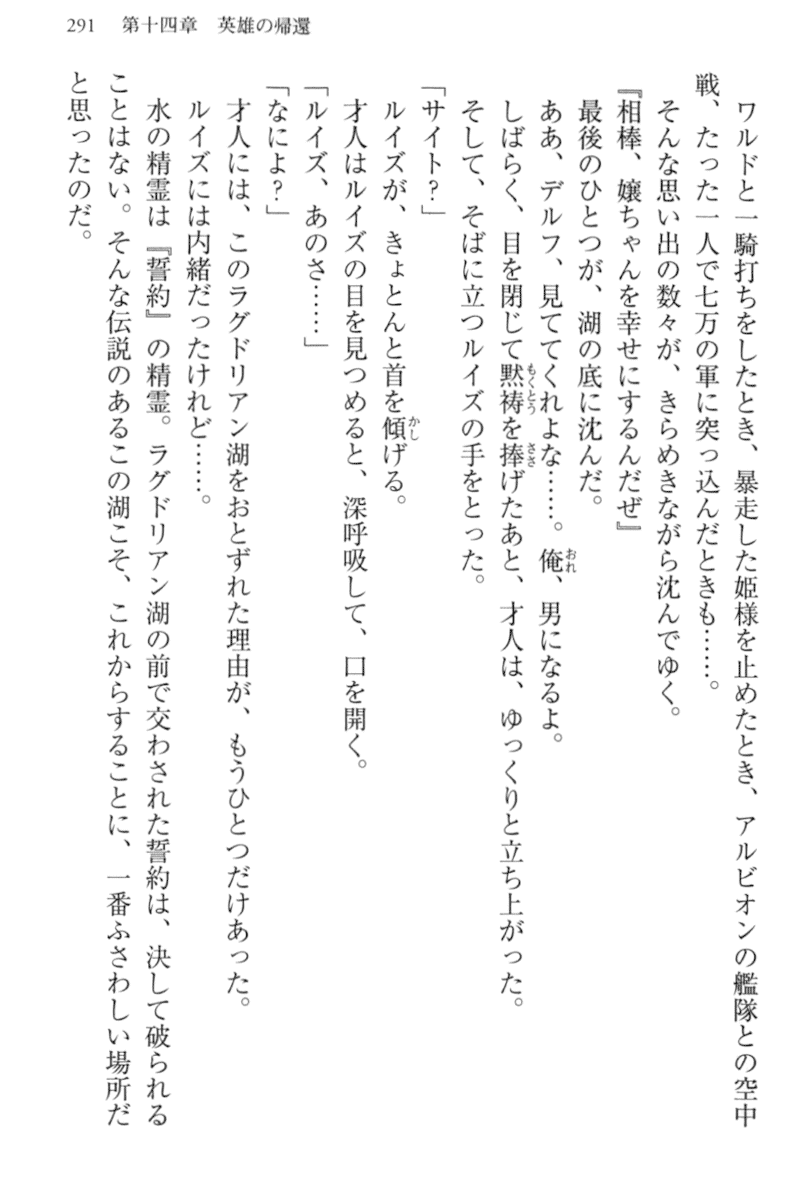 291　第十四章　英雄の帰還
　ワルドと一騎打ちをしたとき、暴走した姫様を止めたとき、アルビオンの艦隊との空中
戦、たった一人で七万の軍に突っ込んだときも……。
　そんな思い出の数々が、きらめきながら沈んでゆく。
『相棒、嬢ちゃんを幸せにするんだぜ』
　最後のひとつが、湖の底に沈んだ。
　ああ、デルフ、見ててくれよな……。俺、男になるよ。
　しばらく、目を閉じて黙祷を捧げたあと、才人は、ゆっくりと立ち上がった。
　そして、そばに立つルイズの手をとった。
「サイト？」
　ルイズが、きょとんと首を傾げる。
　才人はルイズの目を見つめると、深呼吸して、口を開く。
「ルイズ、あのさ……」
「なによ？」
　才人には、このラグドリアン湖をおとずれた理由が、もうひとつだけあった。
　ルイズには内緒だったけれど……。
　水の精霊は『誓約』の精霊。ラグドリアン湖の前で交わされた誓約は、決して破られる
ことはない。そんな伝説のあるこの湖こそ、これからすることに、一番ふさわしい場所だ
と思ったのだ。